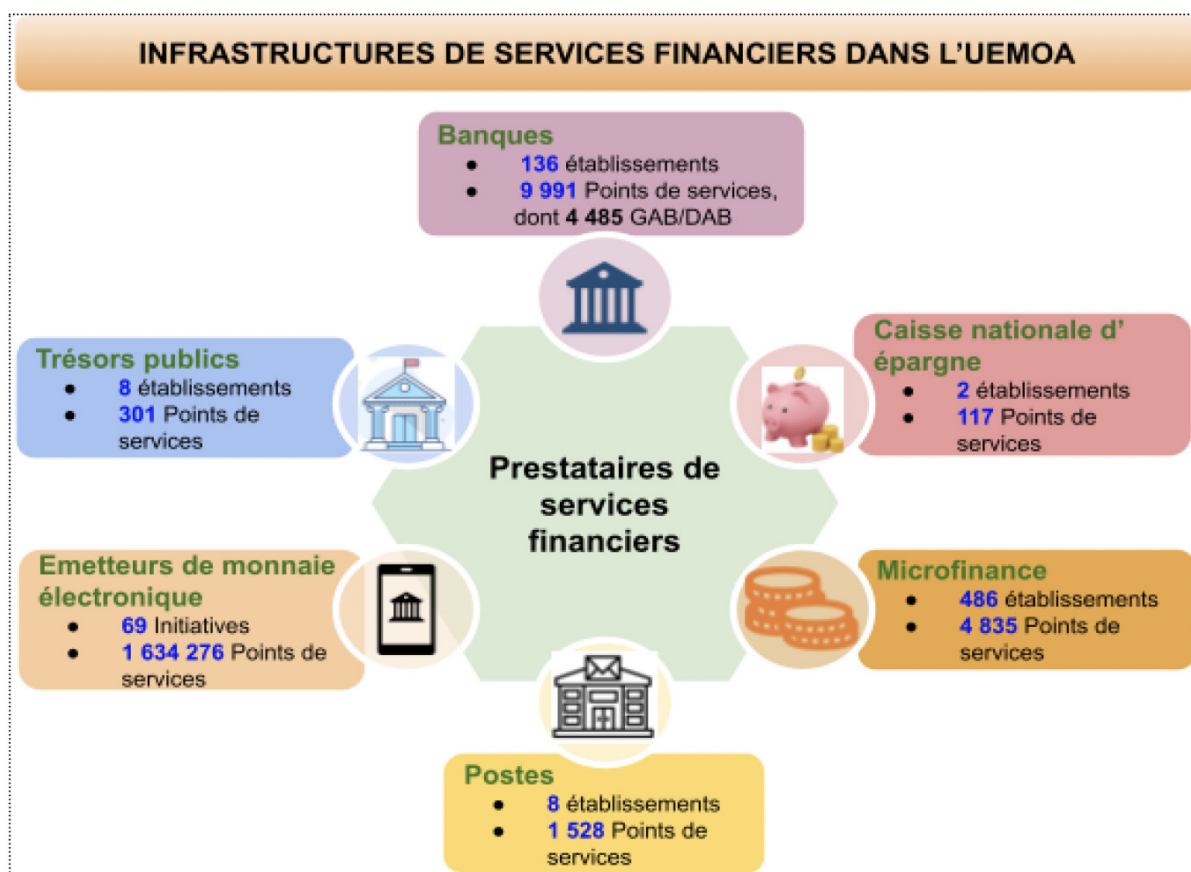 INFRASTRUCTURES DE SERVICES FINANCIERS DANS L'UEMOA
Banques
● 136 établissements
● 9 991 Points de services,
dont 4 485 GAB/DAB
Trésors publics
● 8 établissements
● 301 Points de
services
Caisse nationale d'
épargne
● 2 établissements
● 117 Points de
services
Prestataires de
services
financiers
Emetteurs de monnaie
électronique
● 69 Initiatives
● 1 634 276 Points de
services
Microfinance
● 486 établissements
● 4 835 Points de
services
Postes
● 8 établissements
● 1 528 Points de
services